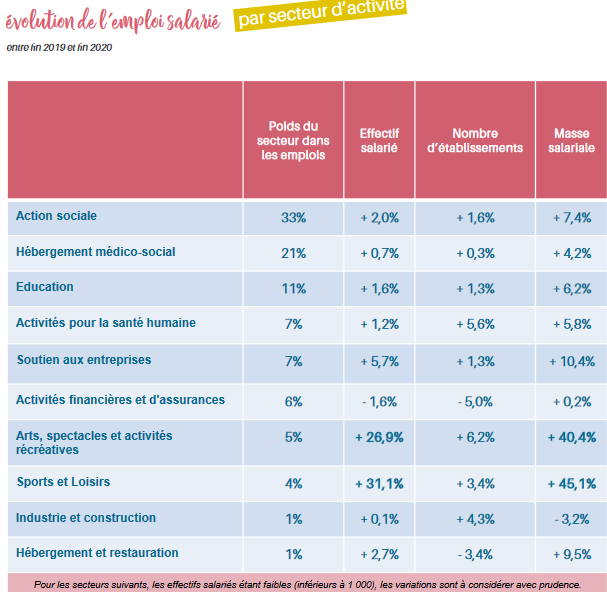 évolution de l'emploi salarié
par secteur d'activité
entre fin 2019 et fin 2020
Poids du
secteur dans
les emplois
Effectif
salarié
Nombre
d'établissements
Masse
salariale
Action sociale 33% + 2,0% + 1,6% + 7,4%
Hébergement médico-social 21% + 0,7% + 0,3% + 4,2%
Education 11% + 1,6% + 1,3% + 6,2%
Activités pour la santé humaine 7% + 1,2% + 5,6% + 5,8%
Soutien aux entreprises 7% + 5,7% + 1,3% + 10,4%
Activités financières et d'assurances 6% - 1,6% - 5,0% + 0,2%
Arts, spectacles et activités
récréatives 5% + 26,9% + 6,2% + 40,4%
Sports et Loisirs 4% + 31,1% + 3,4% + 45,1%
Industrie et construction 1% + 0,1% + 4,3% - 3,2%
Hébergement et restauration 1% + 2,7% - 3,4% + 9,5%
Pour les secteurs suivants, les effectifs salariés étant faibles (inférieurs à 1 000), les variations sont à considérer avec prudence.